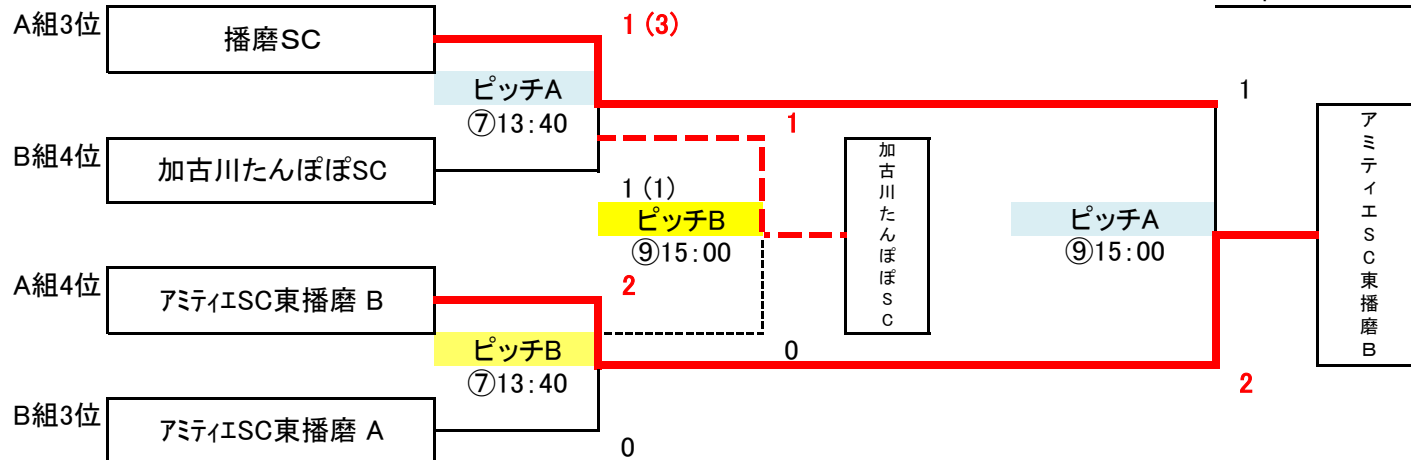 A組3位
播磨SC
1 (3)
ピッチA
⑦13:40
1
1
B組4位
加古川たんぽぽSC
1 (1)
ピッチB
⑨15:00
加古川たんぽぽSC
ピッチA
⑨15:00
アミティエSC東播磨B
A組4位
アミティエSC東播磨 B
2
ピッチB
⑦13:40
0
2
B組3位
アミティエSC東播磨 A
0